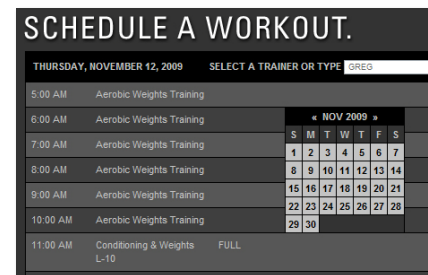 SCHEDULE A WORKOUT.
THURSDAY, NOVEMBER 12, 2009 SELECT A TRAINER OR TYPE GREG
5:00 AM Aerobic Weights Training
6:00 AM Aerobic Weights Training
7:00 AM Aerobic Weights Training
8:00 AM Aerobic Weights Training
9:00 AM Aerobic Weights Training
10:00 AM Aerobic Weights Training
11:00 AM Conditioning & Weights FULL
L-10
« NOV 2009 »
S M T W T F S
1 2 3 4 5 6 7
8 9 10 11 12 13 14
15 16 17 18 19 20 21
22 23 24 25 26 27 28
29 30